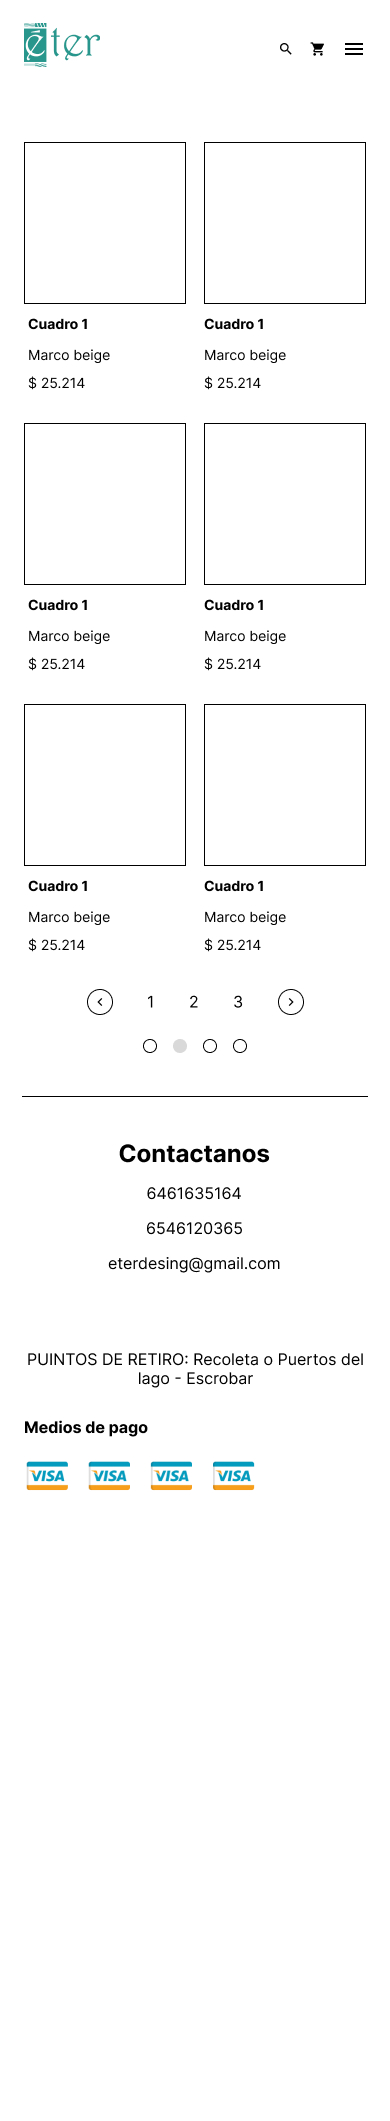 éter
Cuadro 1
Cuadro 1
Marco beige
Marco beige
$ 25.214
$ 25.214
Cuadro 1
Cuadro 1
Marco beige
Marco beige
$ 25.214
$ 25.214
Cuadro 1
Cuadro 1
Marco beige
Marco beige
$ 25.214
$ 25.214
1 2 3
Contactanos
6461635164
6546120365
eterdesing@gmail.com
PUINTOS DE RETIRO: Recoleta o Puertos del
lago - Escrobar
Medios de pago
VISA VISA VISA VISA